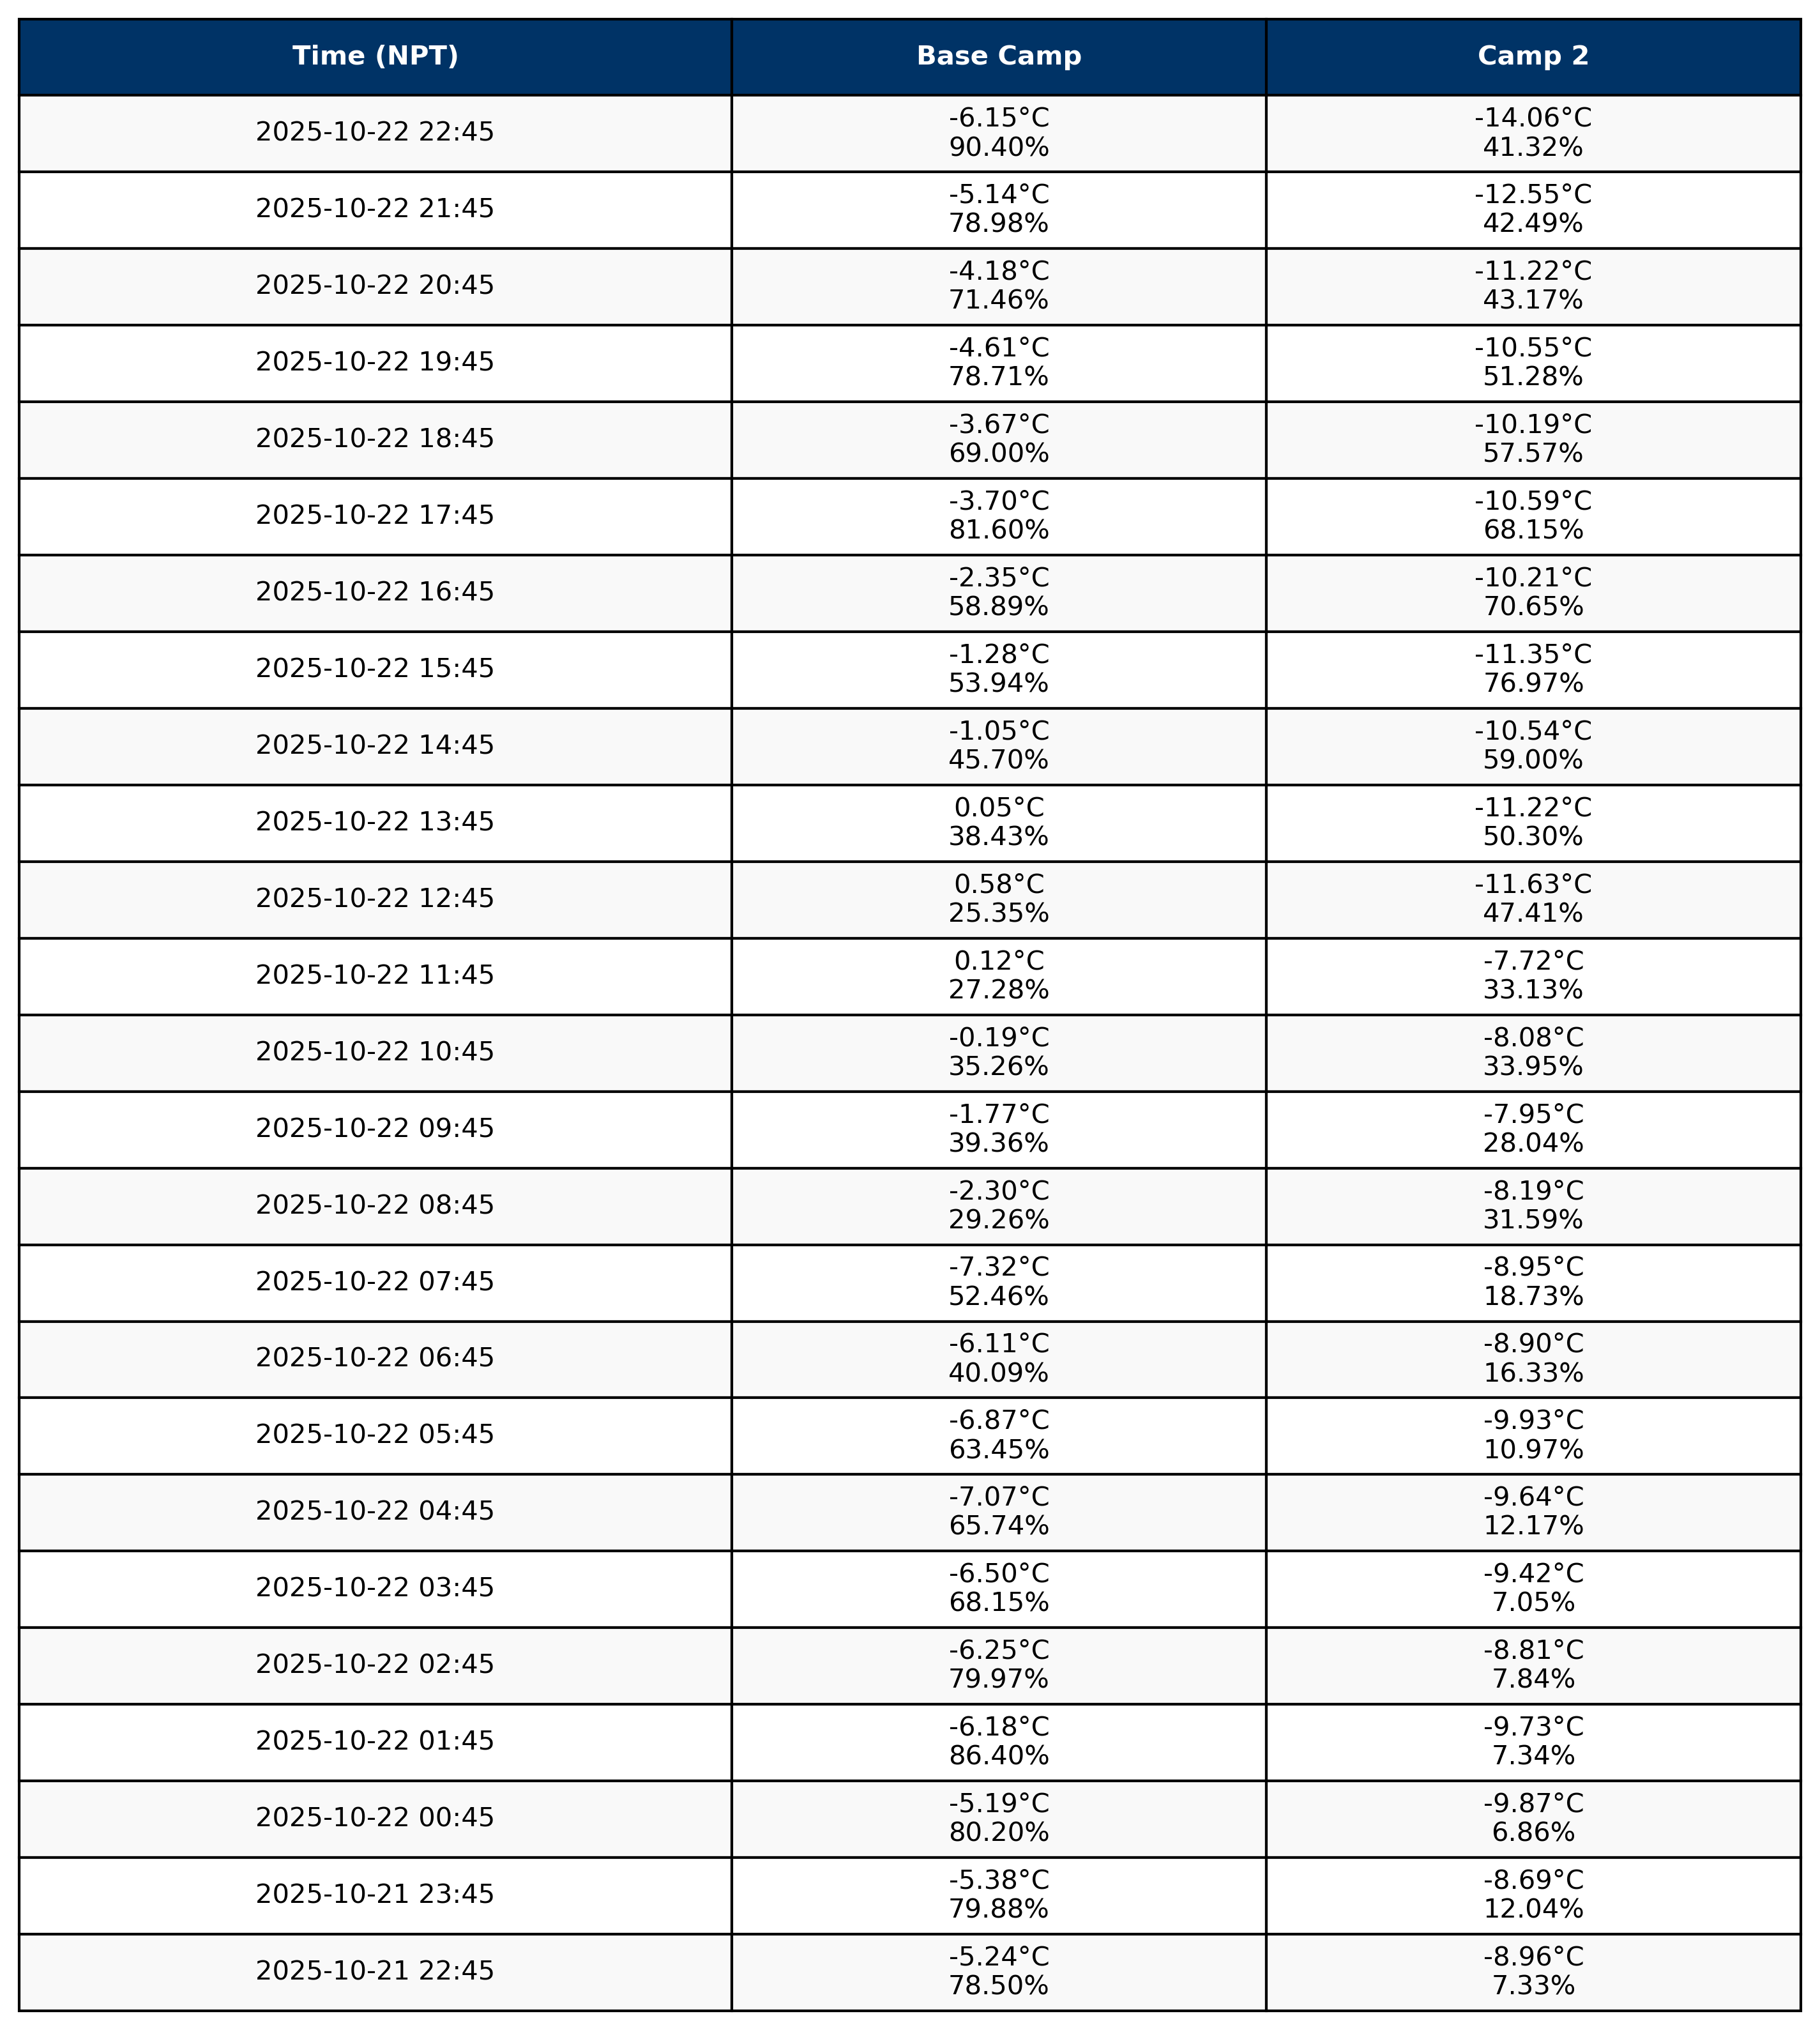 Time (NPT) Base Camp Camp 2
2025-10-22 22:45 -6.15°C -14.06°C
90.40% 41.32%
2025-10-22 21:45 -5.14°C -12.55°C
78.98% 42.49%
2025-10-22 20:45 -4.18°C -11.22°C
71.46% 43.17%
2025-10-22 19:45 -4.61°C -10.55°C
78.71% 51.28%
2025-10-22 18:45 -3.67°C -10.19°C
69.00% 57.57%
2025-10-22 17:45 -3.70°C -10.59°C
81.60% 68.15%
2025-10-22 16:45 -2.35°C -10.21°C
58.89% 70.65%
2025-10-22 15:45 -1.28°C -11.35°C
53.94% 76.97%
2025-10-22 14:45 -1.05°C -10.54°C
45.70% 59.00%
2025-10-22 13:45 0.05°C -11.22°C
38.43% 50.30%
2025-10-22 12:45 0.58°C -11.63°C
25.35% 47.41%
2025-10-22 11:45 0.12°C -7.72°C
27.28% 33.13%
2025-10-22 10:45 -0.19°C -8.08°C
35.26% 33.95%
2025-10-22 09:45 -1.77°C -7.95°C
39.36% 28.04%
2025-10-22 08:45 -2.30°C -8.19°C
29.26% 31.59%
2025-10-22 07:45 -7.32°C -8.95°C
52.46% 18.73%
2025-10-22 06:45 -6.11°C -8.90°C
40.09% 16.33%
2025-10-22 05:45 -6.87°C -9.93°C
63.45% 10.97%
2025-10-22 04:45 -7.07°C -9.64°C
65.74% 12.17%
2025-10-22 03:45 -6.50°C -9.42°C
68.15% 7.05%
2025-10-22 02:45 -6.25°C -8.81°C
79.97% 7.84%
2025-10-22 01:45 -6.18°C -9.73°C
86.40% 7.34%
2025-10-22 00:45 -5.19°C -9.87°C
80.20% 6.86%
2025-10-21 23:45 -5.38°C -8.69°C
79.88% 12.04%
2025-10-21 22:45 -5.24°C -8.96°C
78.50% 7.33%